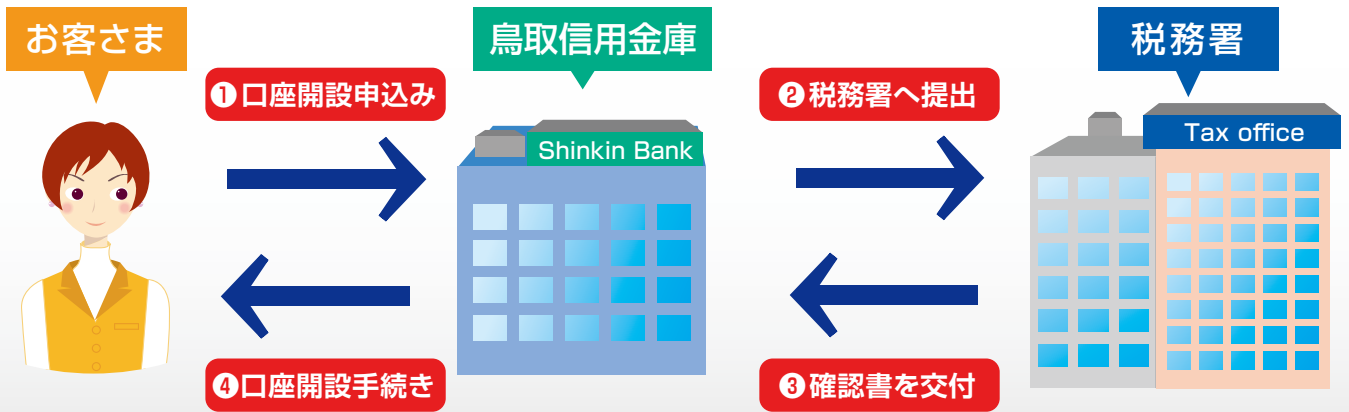 お客さま
鳥取信用金庫
税務署
❶口座開設申込み
❷税務署へ提出
Shinkin Bank
Tax office
❹口座開設手続き
❸確認書を交付